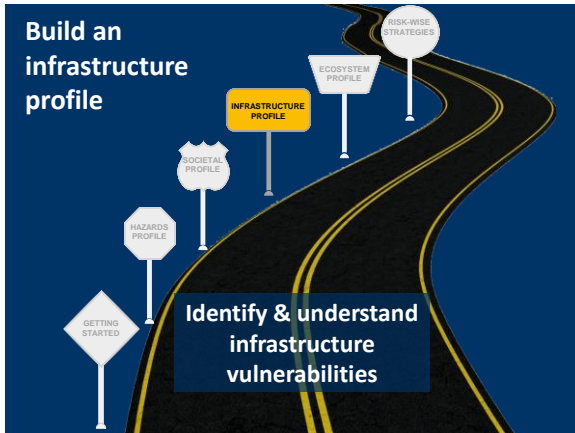 Build an
infrastructure
profile
RISK-WISE
STRATEGIES
ECOSYSTEM
PROFILE
INFRASTRUCTURE
PROFILE
SOCIETAL
PROFILE
HAZARDS
PROFILE
GETTING
STARTED
Identify & understand
infrastructure
vulnerabilities